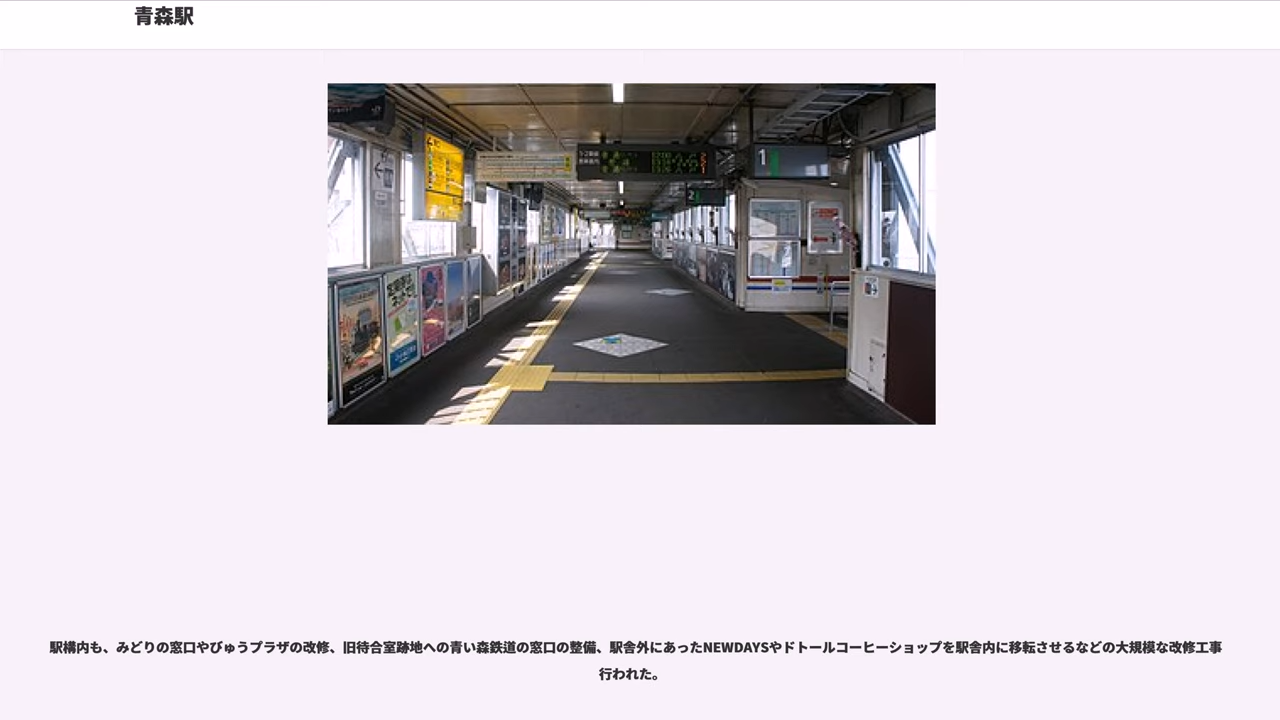 青森駅
1
2
駅構内も、みどりの窓口やびゅうプラザの改修、旧待合室跡地への青い森鉄道の窓口の整備、駅舎外にあったNEWDAYSやドトールコーヒーショップを駅舎内に移転させるなどの大規模な改修工事
行われた。